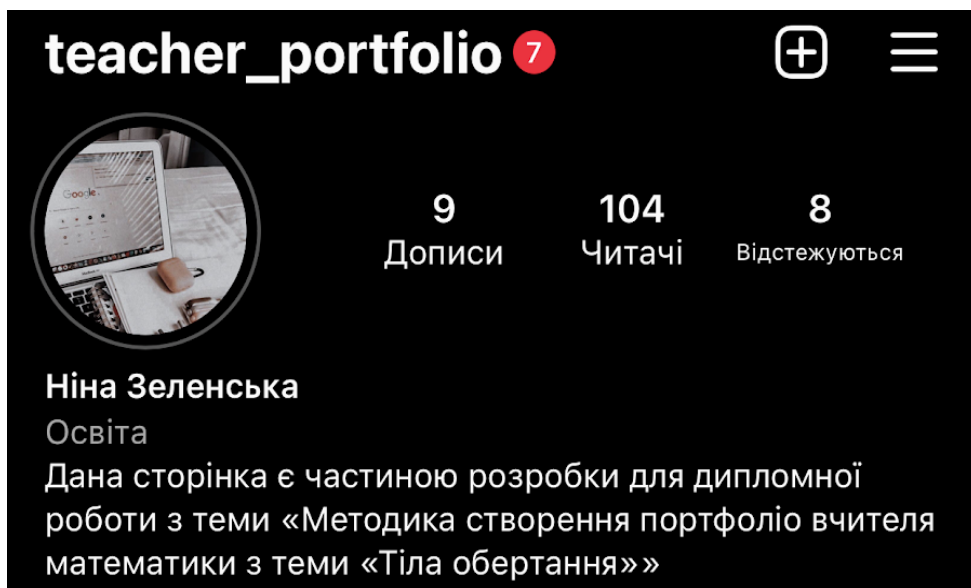 teacher_portfolio 7
Google
9 104 8
Дописи Читачі Відстежуються
Ніна Зеленська
Освіта
Дана сторінка є частиною розробки для дипломної
роботи з теми «Методика створення портфоліо вчителя
математики з теми «Тіла обертання»»